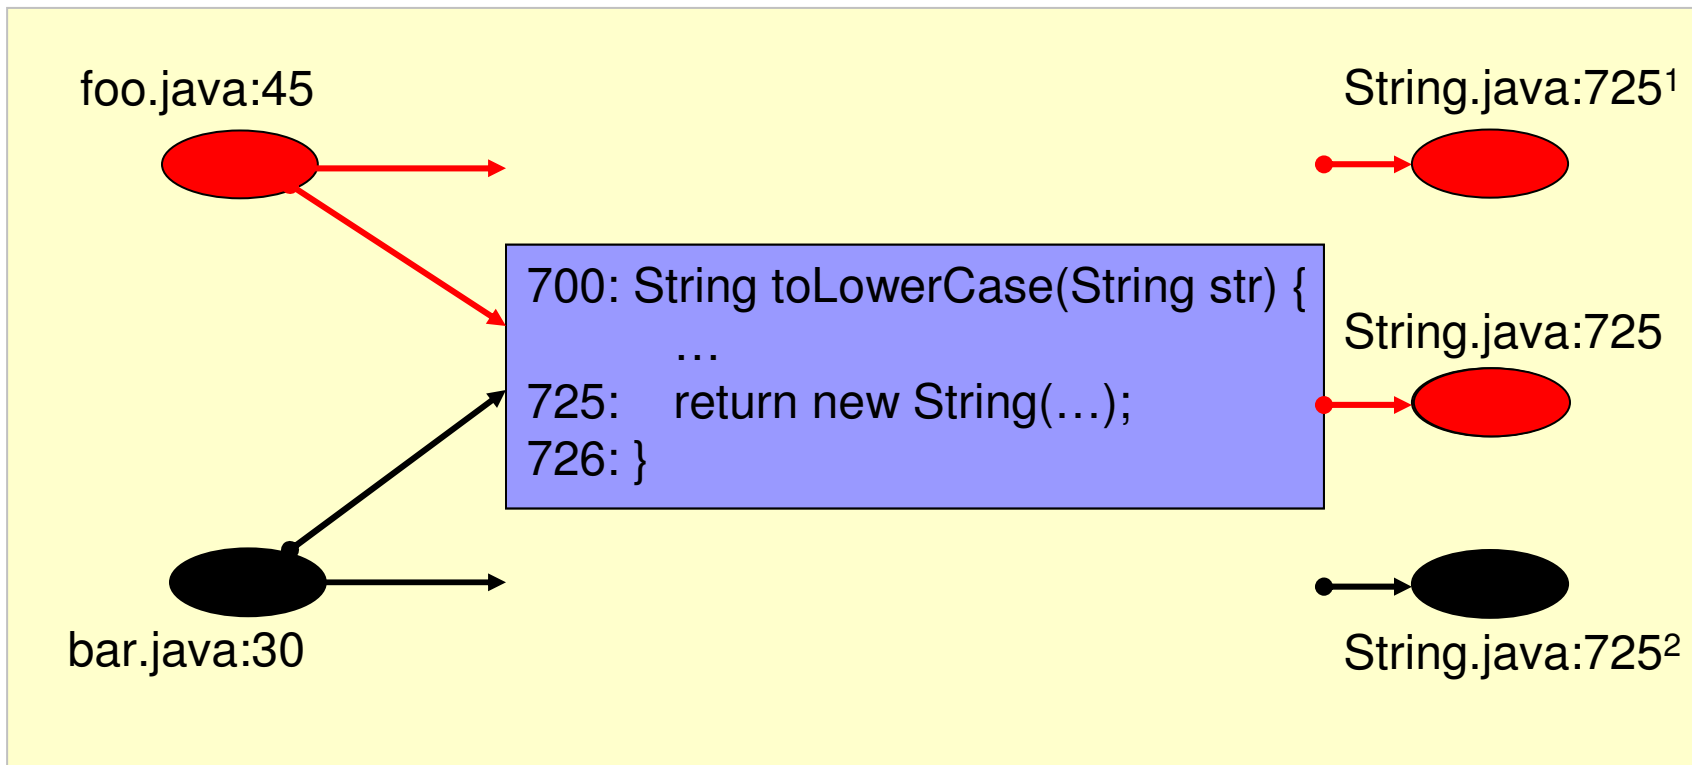 foo.java:45
String.java:725¹
700: String toLowerCase(String str) {
…
725: return new String(…);
726: }
String.java:725
bar.java:30
String.java:725²